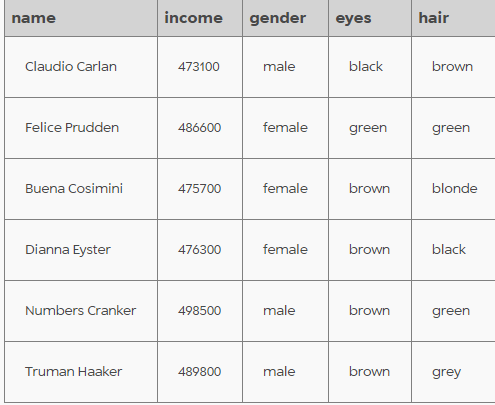 name income gender eyes hair
Claudio Carlan 473100 male black brown
Felice Prudden 486600 female green green
Buena Cosimini 475700 female brown blonde
Dianna Eyster 476300 female brown black
Numbers Cranker 498500 male brown green
Truman Haaker 489800 male brown grey